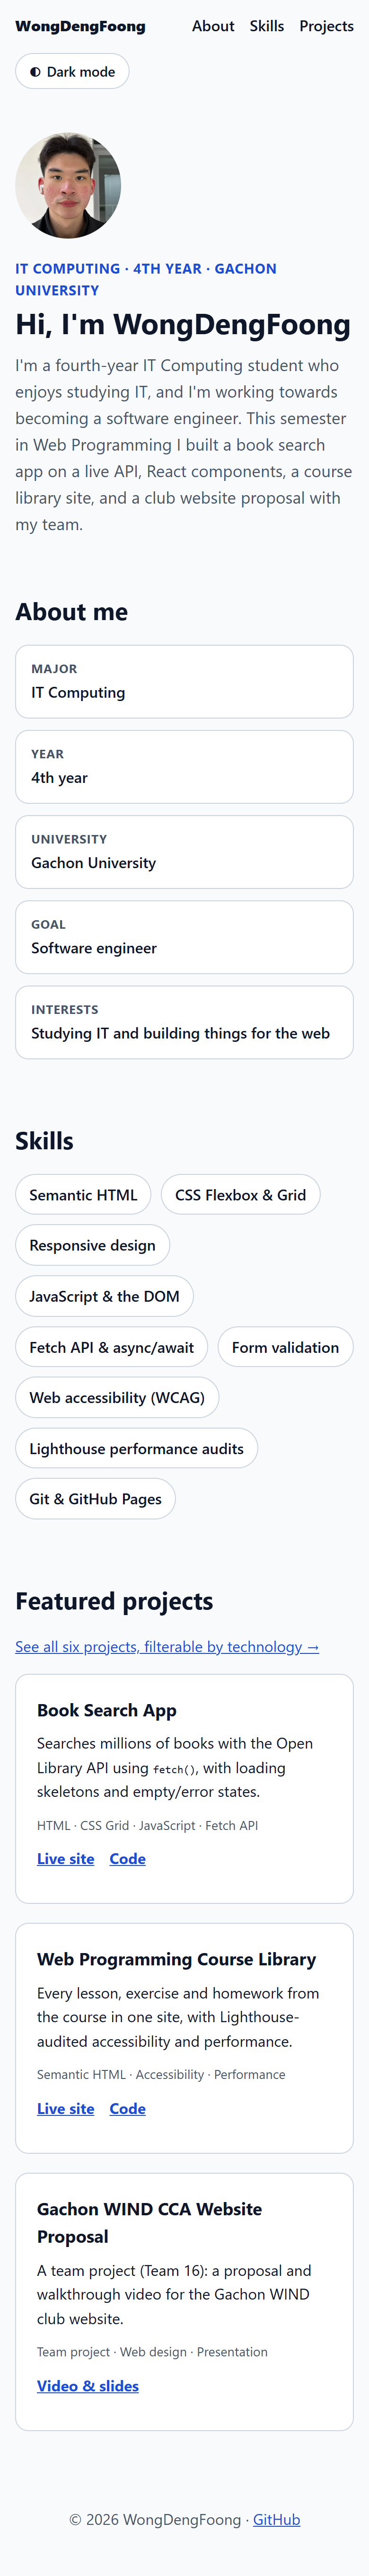 WongDengFoong
About Skills Projects
◐ Dark mode
IT COMPUTING · 4TH YEAR · GACHON
UNIVERSITY
Hi, I'm WongDengFoong
I'm a fourth-year IT Computing student who
enjoys studying IT, and I'm working towards
becoming a software engineer. This semester
in Web Programming I built a book search
app on a live API, React components, a course
library site, and a club website proposal with
my team.
About me
MAJOR
IT Computing
YEAR
4th year
UNIVERSITY
Gachon University
GOAL
Software engineer
INTERESTS
Studying IT and building things for the web
Skills
Semantic HTML
CSS Flexbox & Grid
Responsive design
JavaScript & the DOM
Fetch API & async/await
Form validation
Web accessibility (WCAG)
Lighthouse performance audits
Git & GitHub Pages
Featured projects
See all six projects, filterable by technology →
Book Search App
Searches millions of books with the Open
Library API using fetch(), with loading
skeletons and empty/error states.
HTML · CSS Grid · JavaScript · Fetch API
Live site Code
Web Programming Course Library
Every lesson, exercise and homework from
the course in one site, with Lighthouse-
audited accessibility and performance.
Semantic HTML · Accessibility · Performance
Live site Code
Gachon WIND CCA Website
Proposal
A team project (Team 16): a proposal and
walkthrough video for the Gachon WIND
club website.
Team project · Web design · Presentation
Video & slides
© 2026 WongDengFoong · GitHub